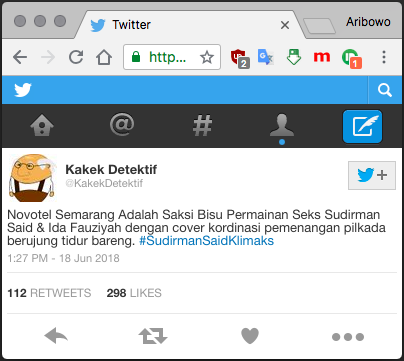 Twitter
Aribowo
http...
2
1
Kakek Detektif
@KakekDetektif
Novotel Semarang Adalah Saksi Bisu Permainan Seks Sudirman
Said & Ida Fauziyah dengan cover kordinasi pemenangan pilkada
berujung tidur bareng. #SudirmanSaidKlimaks
1:27 PM - 18 Jun 2018
112 RETWEETS 298 LIKES